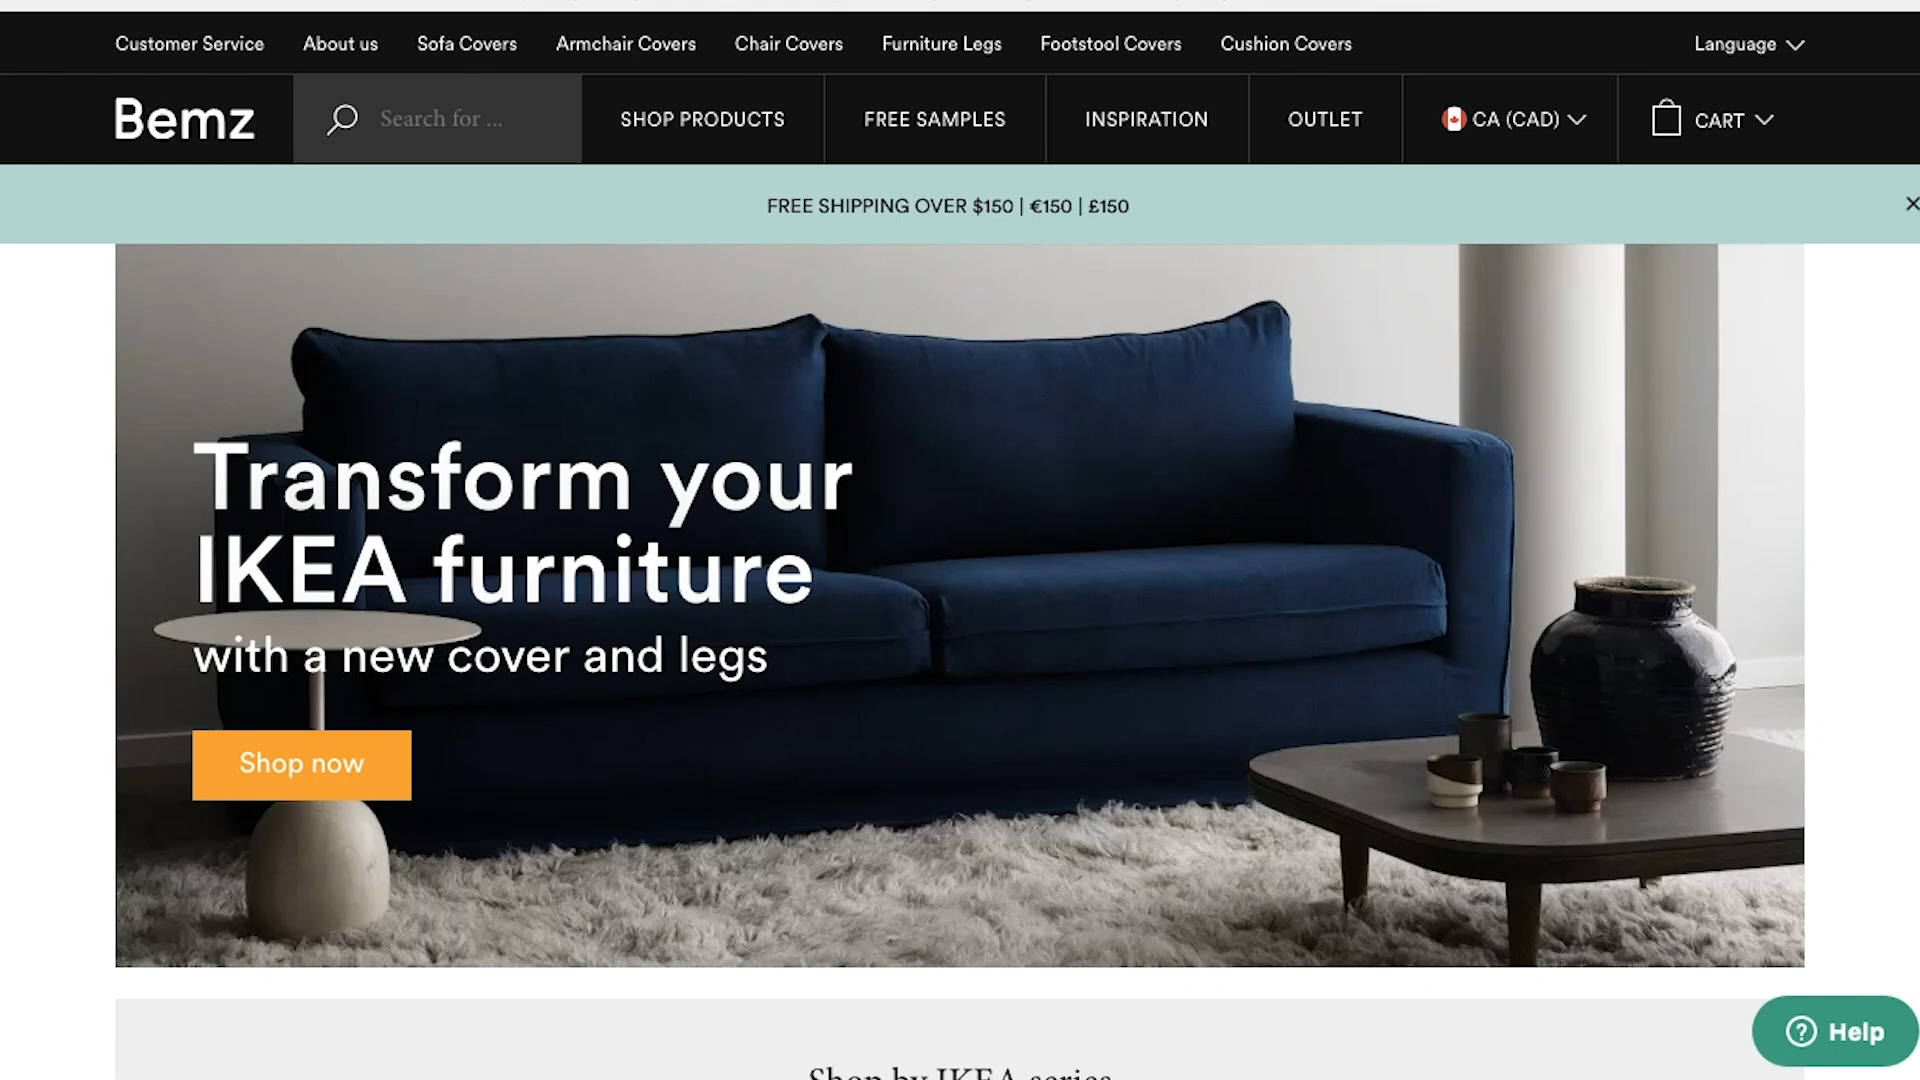 Customer Service About us Sofa Covers Armchair Covers Chair Covers Furniture Legs Footstool Covers Cushion Covers Language
Bemz Search for ... SHOP PRODUCTS FREE SAMPLES INSPIRATION OUTLET CA (CAD) CART
FREE SHIPPING OVER $150 | €150 | £150
Transform your
IKEA furniture
with a new cover and legs
Shop now
Help
Shop by IKEA series